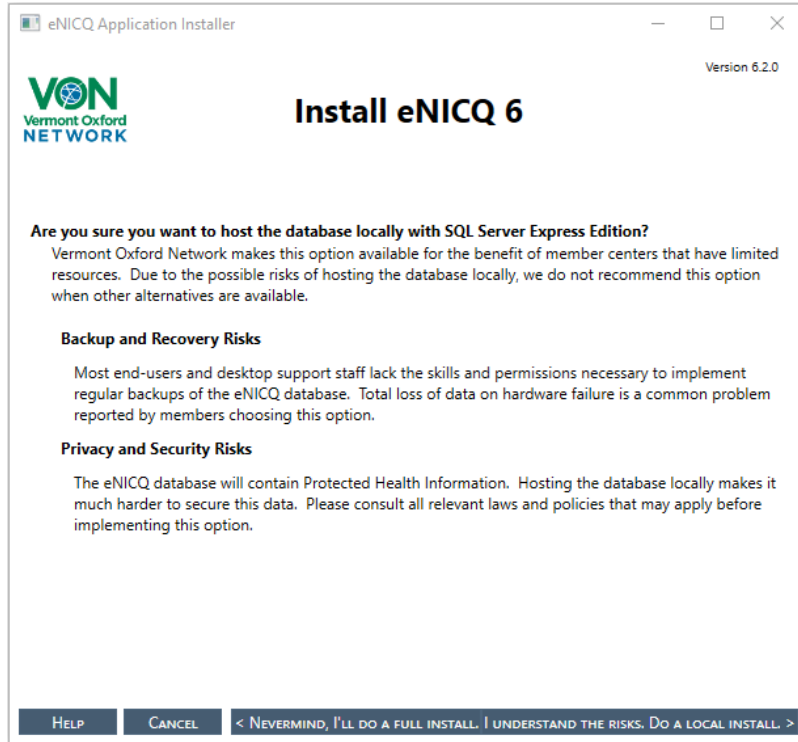 eNICQ Application Installer
Version 6.2.0
VON
Vermont Oxford
NETWORK
Install eNICQ 6
Are you sure you want to host the database locally with SQL Server Express Edition?
Vermont Oxford Network makes this option available for the benefit of member centers that have limited
resources. Due to the possible risks of hosting the database locally, we do not recommend this option
when other alternatives are available.
Backup and Recovery Risks
Most end-users and desktop support staff lack the skills and permissions necessary to implement
regular backups of the eNICQ database. Total loss of data on hardware failure is a common problem
reported by members choosing this option.
Privacy and Security Risks
The eNICQ database will contain Protected Health Information. Hosting the database locally makes it
much harder to secure this data. Please consult all relevant laws and policies that may apply before
implementing this option.
Help Cancel < Nevermind, I'll do a full install. I understand the risks. Do a local install. >